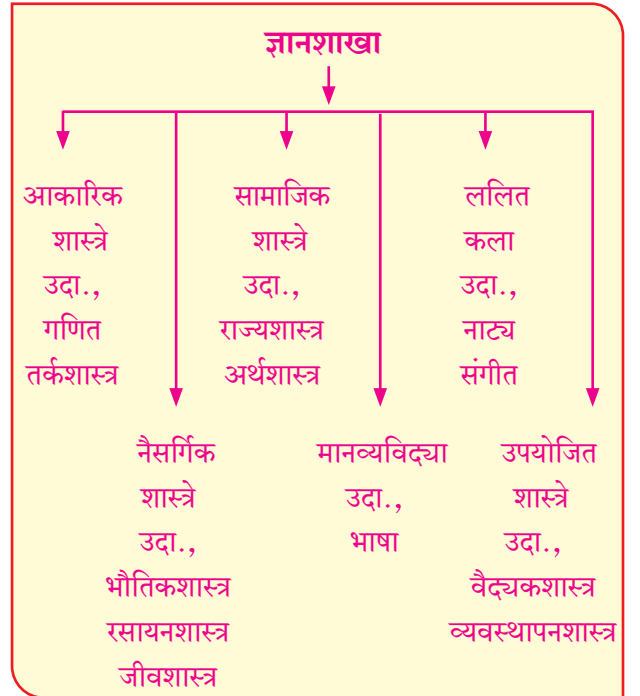 ज्ञानशाखा
आकारिक
शास्त्रे
उदा.,
गणित
तर्कशास्त्र
सामाजिक
शास्त्रे
उदा.,
राज्यशास्त्र
अर्थशास्त्र
ललित
कला
उदा.,
नाट्य
संगीत
नैसर्गिक
शास्त्रे
उदा.,
भौतिकशास्त्र
रसायनशास्त्र
जीवशास्त्र
मानव्यविद्या
उदा.,
भाषा
उपयोजित
शास्त्रे
उदा.,
वैद्यकशास्त्र
व्यवस्थापनशास्त्र